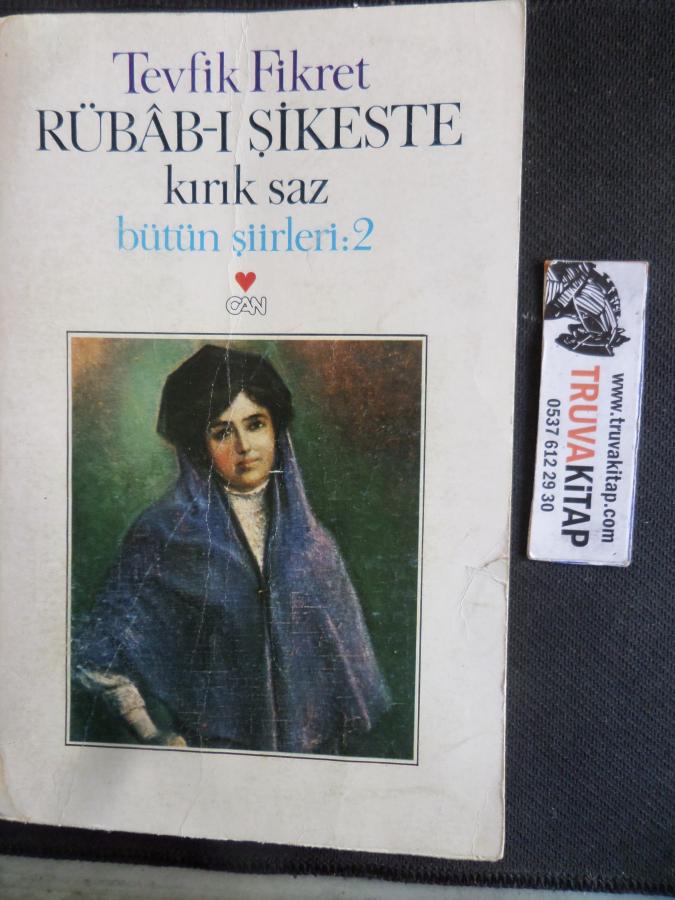 Tevfik Fikret
RÜBÂB-I ŞİKESTE
kırık saz
bütün şiirleri:2
CAN
www.truvakitap.com
TRUVAKİTAP
0537 612 29 30